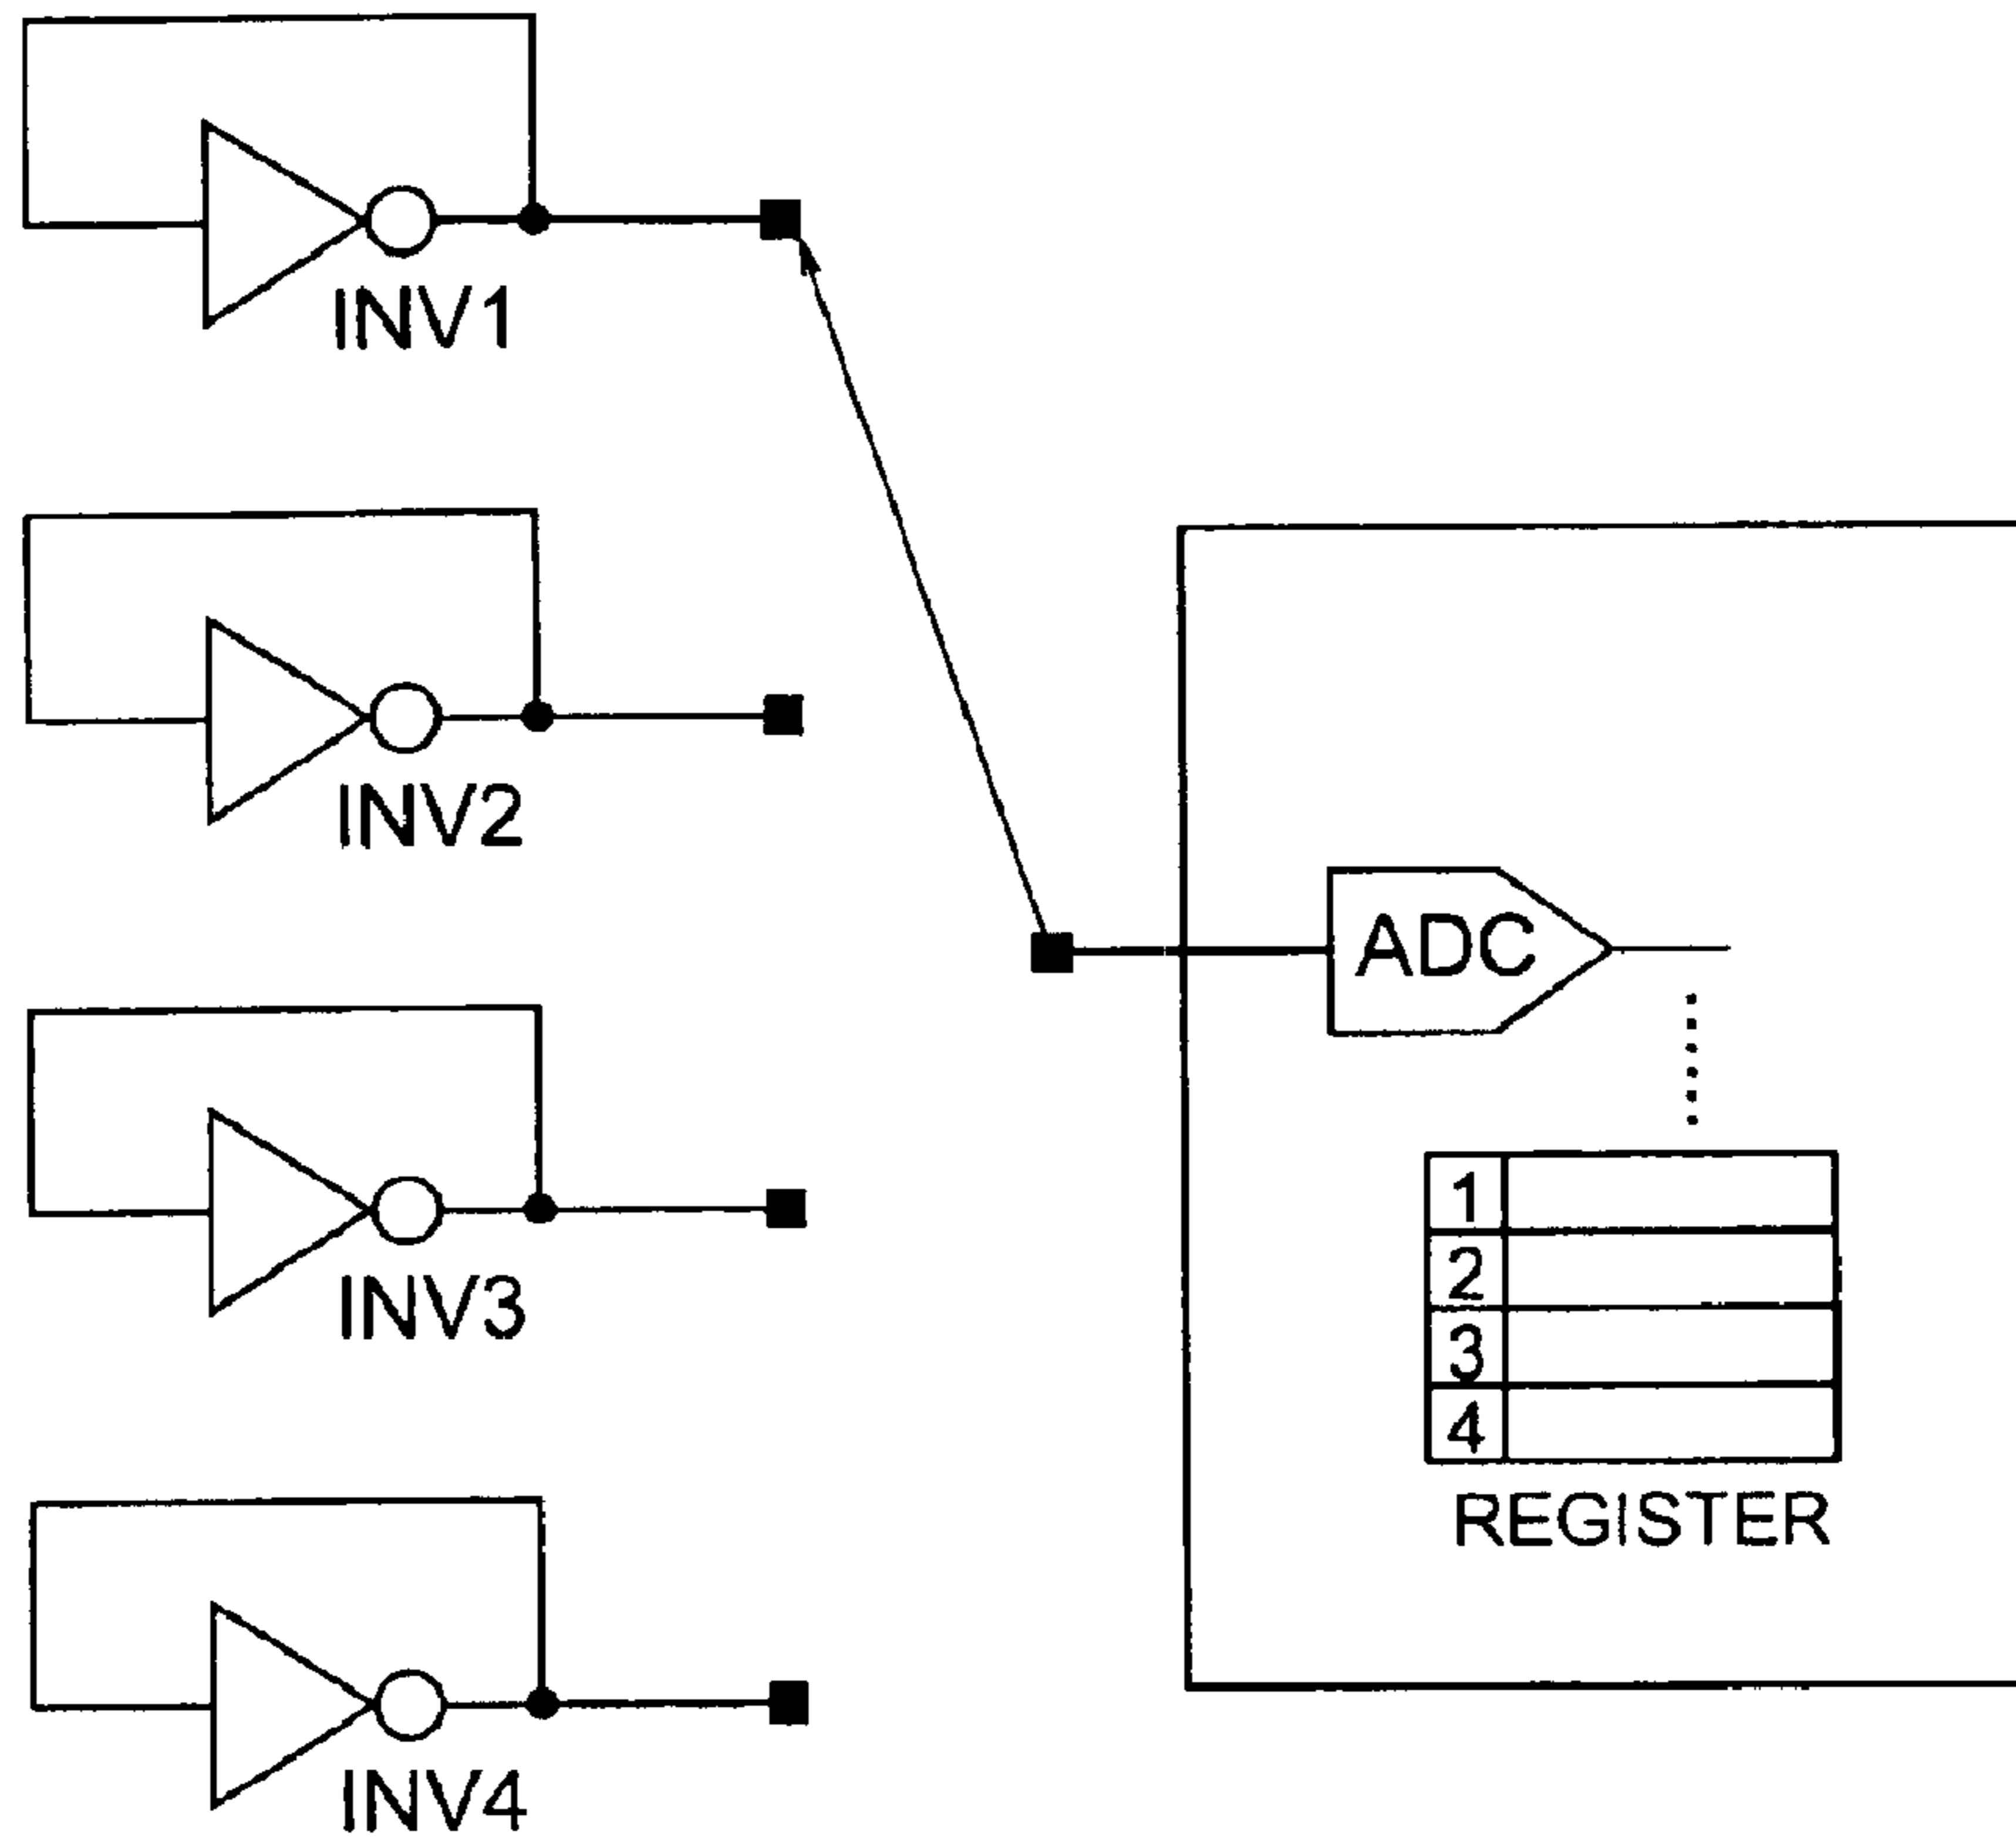 INV1
INV2
ADC
1
2
3
4
INV3
REGISTER
INV4